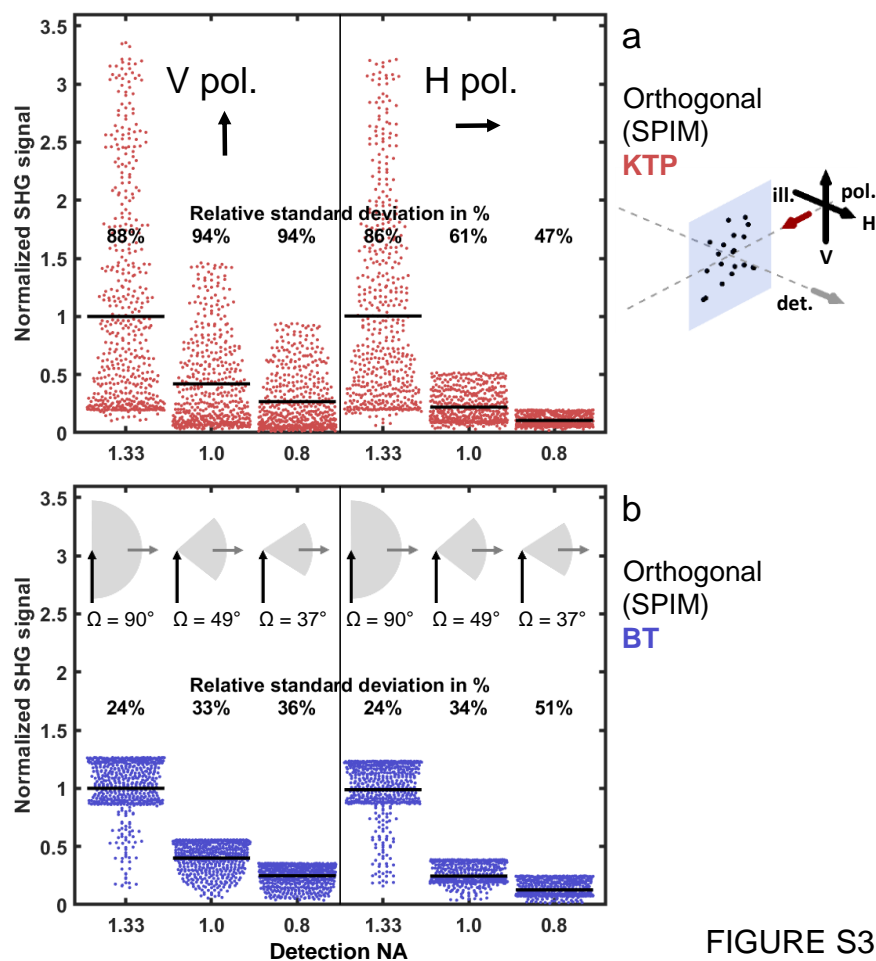 a
Orthogonal
(SPIM)
KTP
ill.
pol.
H
V
det.
Normalized SHG signal
3.5
3
2.5
2
1.5
1
0.5
0
V pol.
H pol.
Relative standard deviation in %
88% 94% 94% 86% 61% 47%
1.33 1.0 0.8 1.33 1.0 0.8
b
Orthogonal
(SPIM)
BT
Normalized SHG signal
3.5
3
2.5
2
1.5
1
0.5
0
Ω = 90° Ω = 49° Ω = 37° Ω = 90° Ω = 49° Ω = 37°
Relative standard deviation in %
24% 33% 36% 24% 34% 51%
1.33 1.0 0.8 1.33 1.0 0.8
Detection NA
FIGURE S3